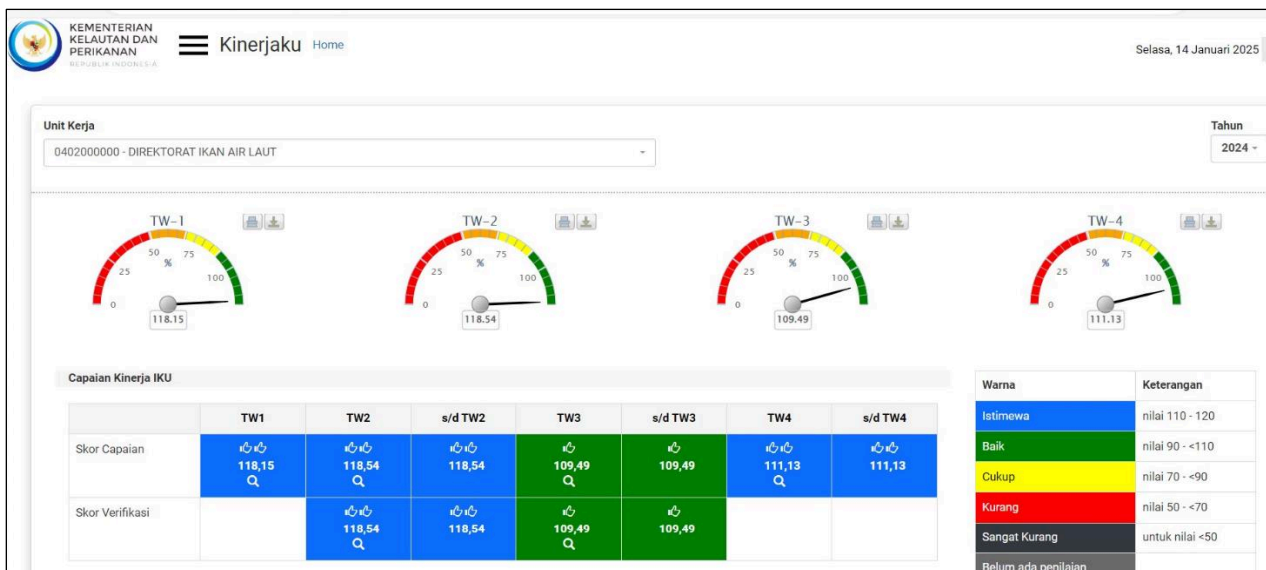 KEMENTERIAN
KELAUTAN DAN
PERIKANAN
REPUBLIK INDONESIA
Kinerjaku Home
Selasa, 14 Januari 2025
Unit Kerja
Tahun
0402000000 - DIREKTORAT IKAN AIR LAUT
2024
TW-1
0 25 50 75 100
%
118.15
TW-2
0 25 50 75 100
%
118.54
TW-3
0 25 50 75 100
%
109.49
TW-4
0 25 50 75 100
%
111.13
Capaian Kinerja IKU
TW1 TW2 s/d TW2 TW3 s/d TW3 TW4 s/d TW4
Skor Capaian 118,15 118,54 118,54 109,49 109,49 111,13 111,13
Skor Verifikasi 118,54 118,54 109,49 109,49
Warna Keterangan
Istimewa nilai 110 - 120
Baik nilai 90 - <110
Cukup nilai 70 - <90
Kurang nilai 50 - <70
Sangat Kurang untuk nilai <50
Belum ada penilaian